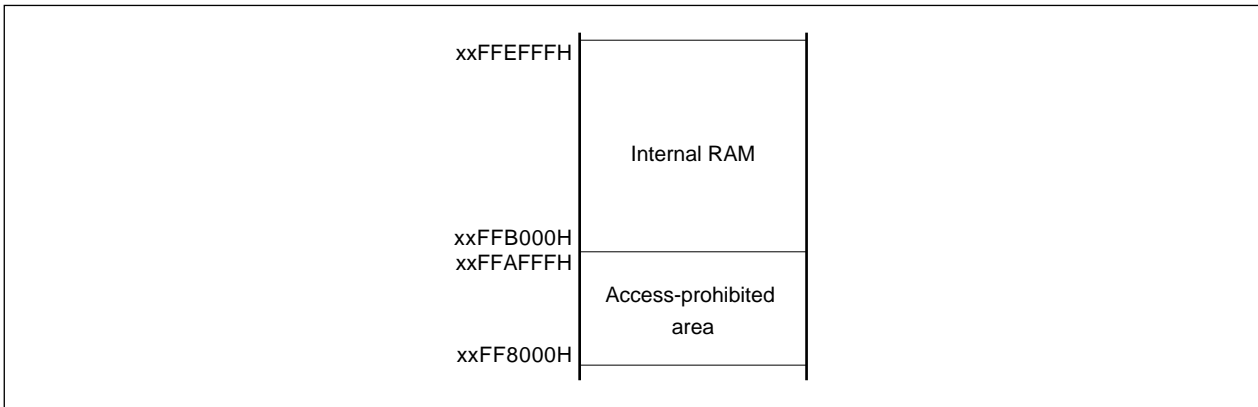 xxFFEFFFH
Internal RAM
xxFFB000H
xxFFAFFFH
Access-prohibited
area
xxFF8000H